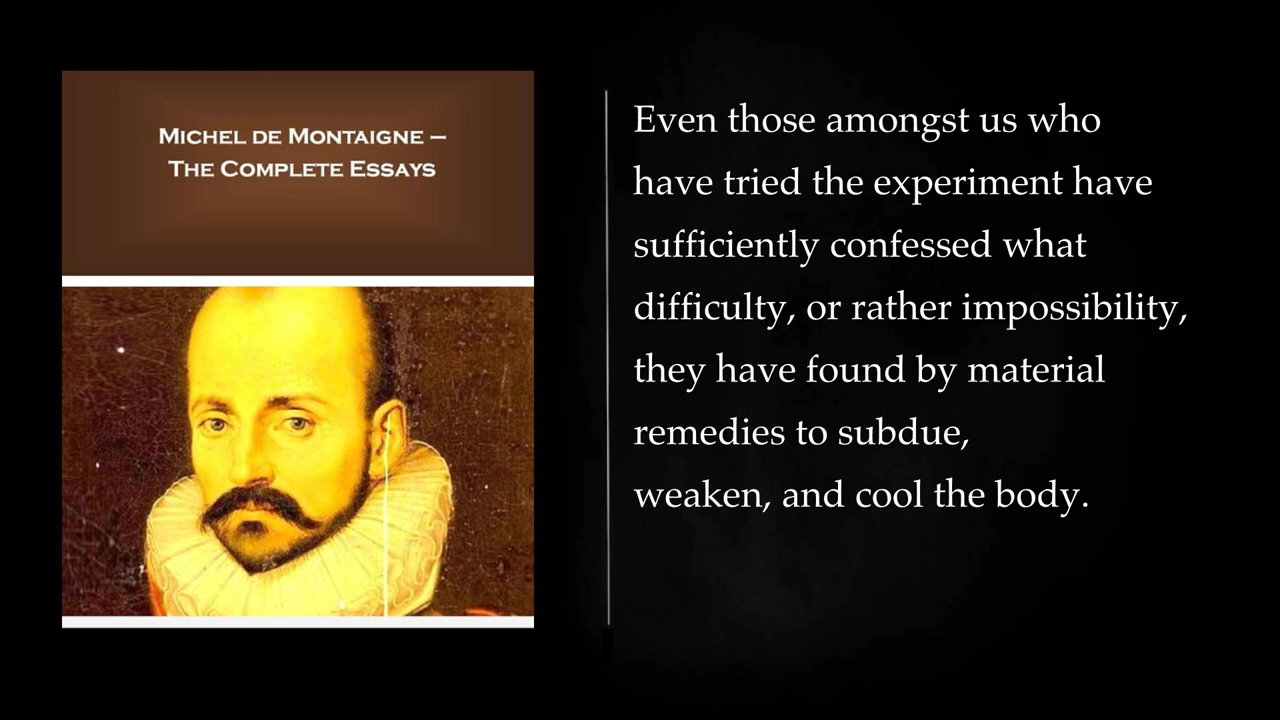 MICHEL DE MONTAIGNE –
THE COMPLETE ESSAYS
Even those amongst us who
have tried the experiment have
sufficiently confessed what
difficulty, or rather impossibility,
they have found by material
remedies to subdue,
weaken, and cool the body.